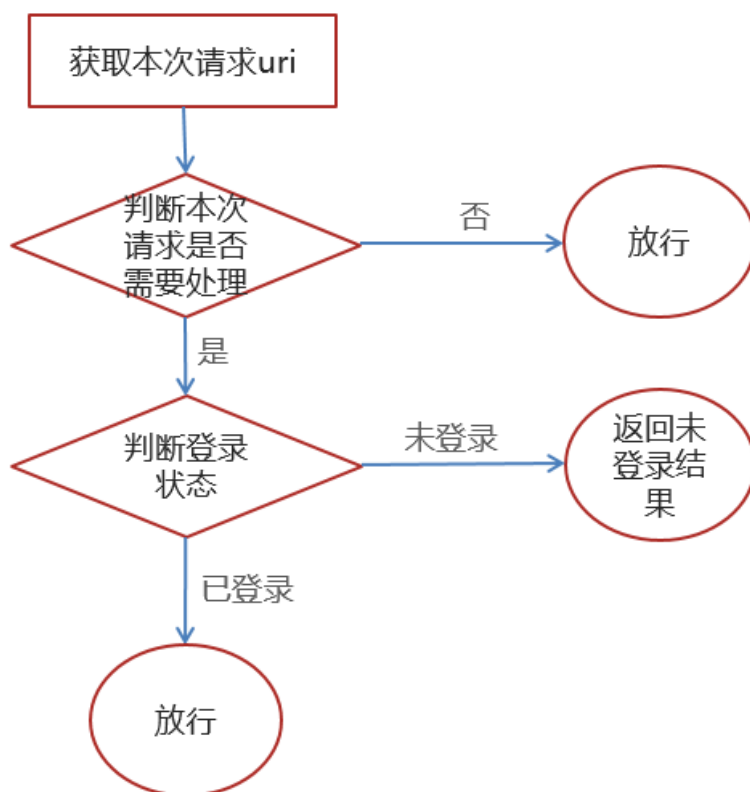 获取本次请求uri
判断本次
请求是否
需要处理
否
放行
是
判断登录
状态
未登录
返回未
登录结
果
已登录
放行